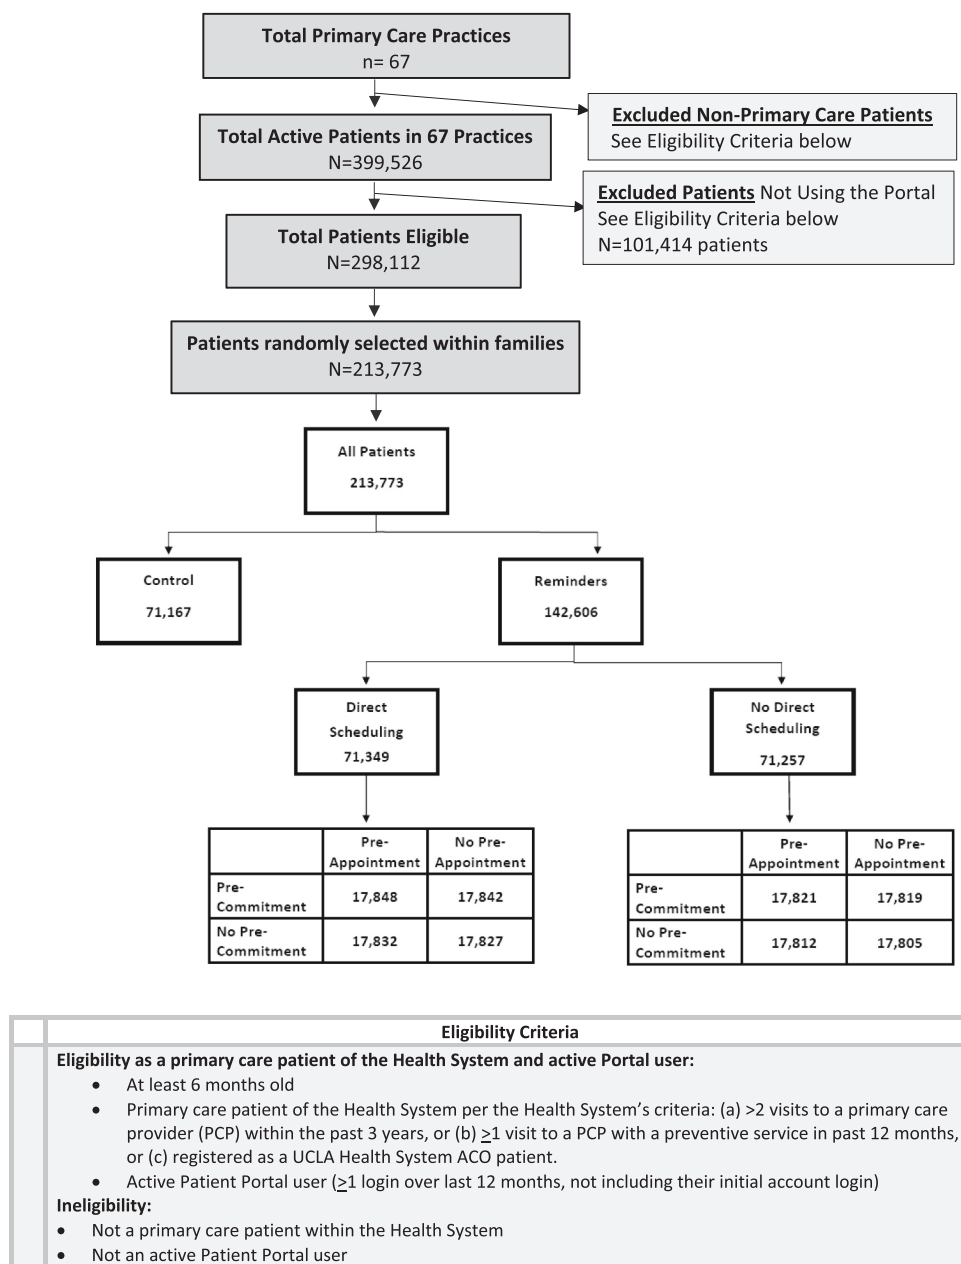 Total Primary Care Practices
n= 67
Excluded Non-Primary Care Patients
See Eligibility Criteria below
Total Active Patients in 67 Practices
N=399,526
Excluded Patients Not Using the Portal
See Eligibility Criteria below
N=101,414 patients
Total Patients Eligible
N=298,112
Patients randomly selected within families
N=213,773
All Patients
213,773
Control
71,167
Reminders
142,606
Direct
Scheduling
71,349
No Direct
Scheduling
71,257
Pre-
Appointment
No Pre-
Appointment
Pre-
Commitment
17,848
17,842
No Pre-
Commitment
17,832
17,827
Pre-
Appointment
No Pre-
Appointment
Pre-
Commitment
17,821
17,819
No Pre-
Commitment
17,812
17,805
Eligibility Criteria
Eligibility as a primary care patient of the Health System and active Portal user:
• At least 6 months old
• Primary care patient of the Health System per the Health System’s criteria: (a) >2 visits to a primary care
provider (PCP) within the past 3 years, or (b) >1 visit to a PCP with a preventive service in past 12 months,
or (c) registered as a UCLA Health System ACO patient.
• Active Patient Portal user (>1 login over last 12 months, not including their initial account login)
Ineligibility:
• Not a primary care patient within the Health System
• Not an active Patient Portal user